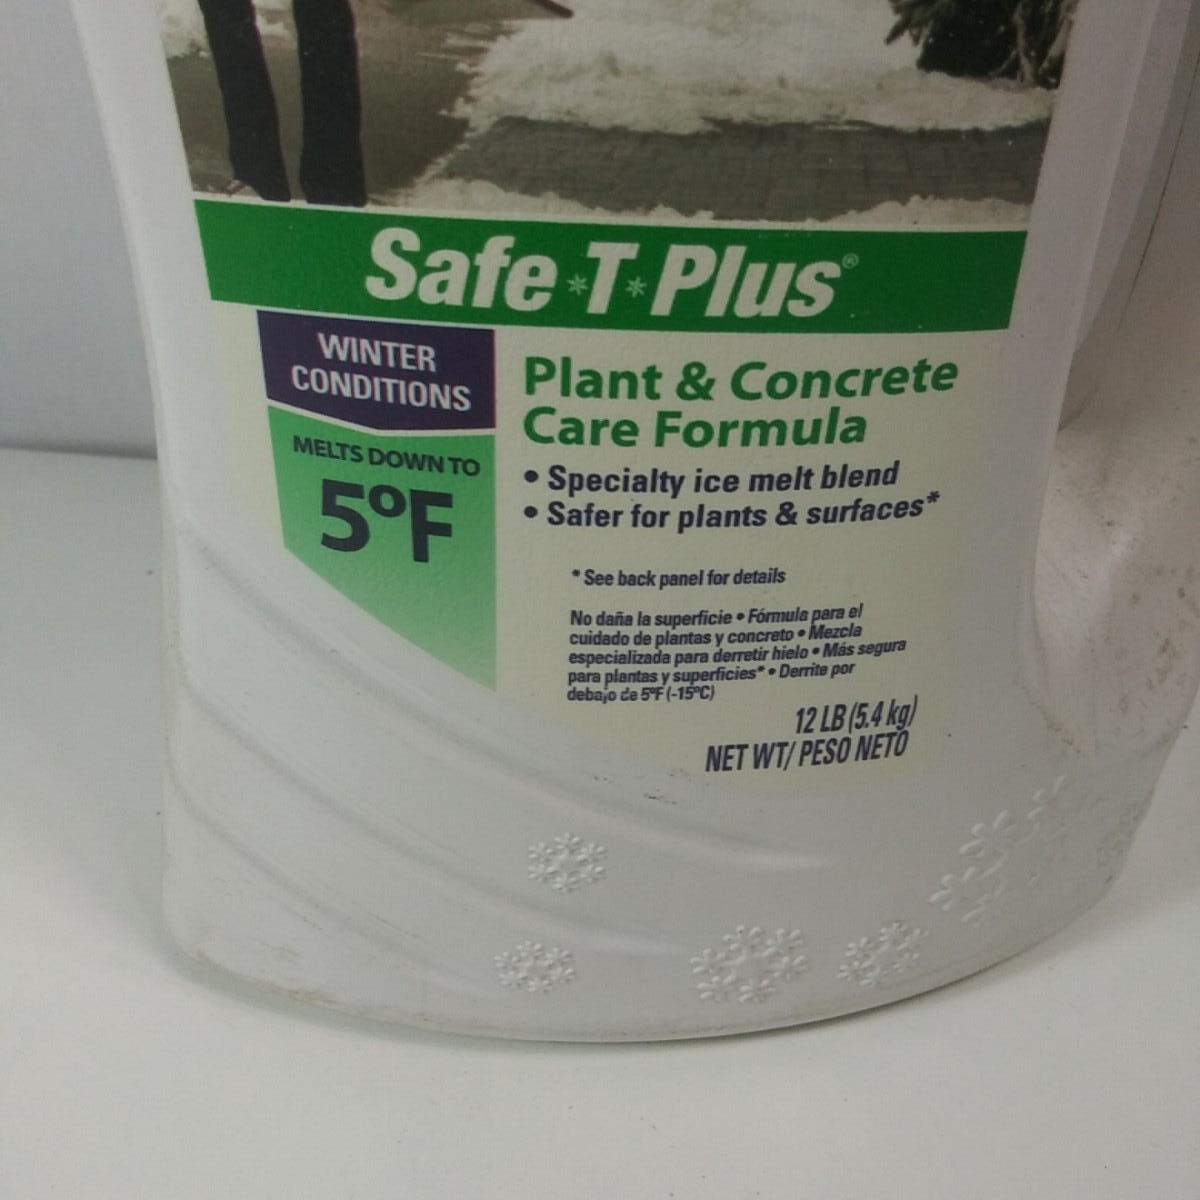 Safe*T*Plus®
WINTER
CONDITIONS
MELTS DOWN TO
5°F
Plant & Concrete
Care Formula
• Specialty ice melt blend
• Safer for plants & surfaces*
* See back panel for details
No daña la superficie • Fórmula para el
cuidado de plantas y concreto • Mezcla
especializada para derretir hielo • Más segura
para plantas y superficies* • Derrite por
debajo de 5°F (-15°C)
12 LB (5.4 kg)
NET WT/ PESO NETO